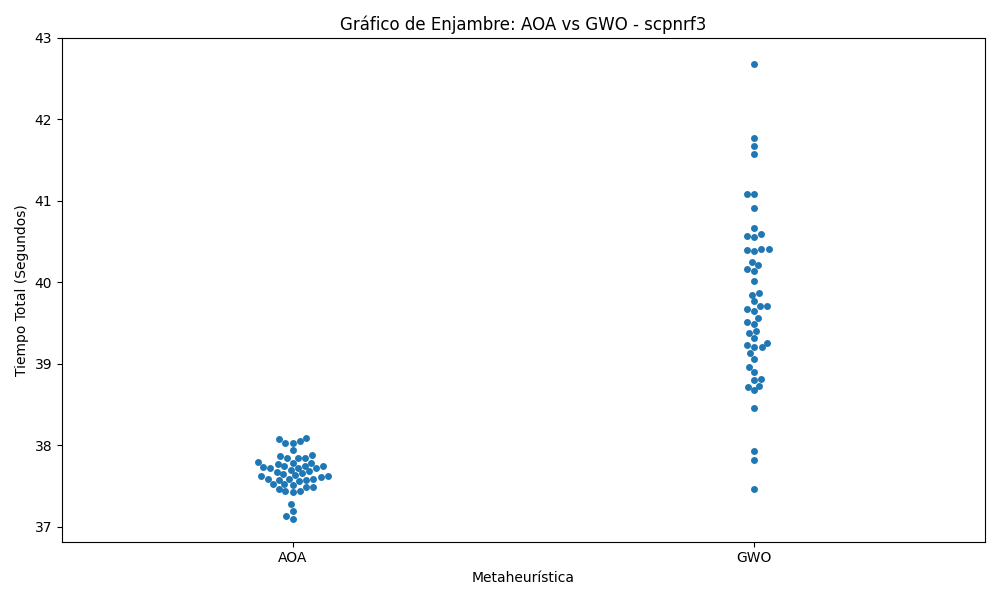 Gráfico de Enjambre: AOA vs GWO - scpnrf3
43
42
41
40
39
38
37
Tiempo Total (Segundos)
AOA
GWO
Metaheurística